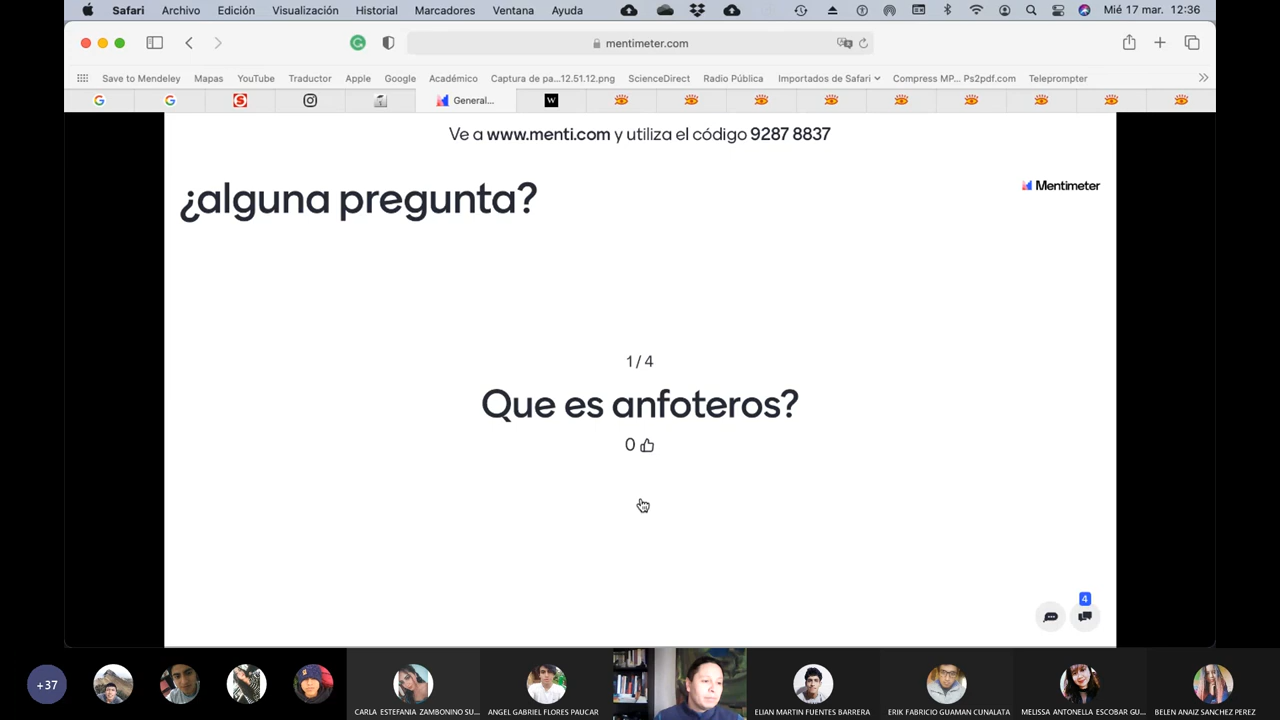 Safari Archivo Edición Visualización Historial Marcadores Ventana Ayuda Mié 17 mar. 12:36
mentimeter.com
Save to Mendeley Mapas YouTube Traductor Apple Google Académico Captura de pa...12.51.12.png ScienceDirect Radio Pública Importados de Safari Compress MP... Ps2pdf.com Teleprompter
General...
W
Ve a www.menti.com y utiliza el código 9287 8837
¿alguna pregunta?
Mentimeter
1 / 4
Que es anfoteros?
0
4
+37
CARLA ESTEFANIA ZAMBONINO SU... ANGEL GABRIEL FLORES PAUCAR ELIAN MARTIN FUENTES BARRERA ERIK FABRICIO GUAMAN CUNALATA MELISSA ANTONELLA ESCOBAR GU... BELEN ANAIZ SANCHEZ PEREZ